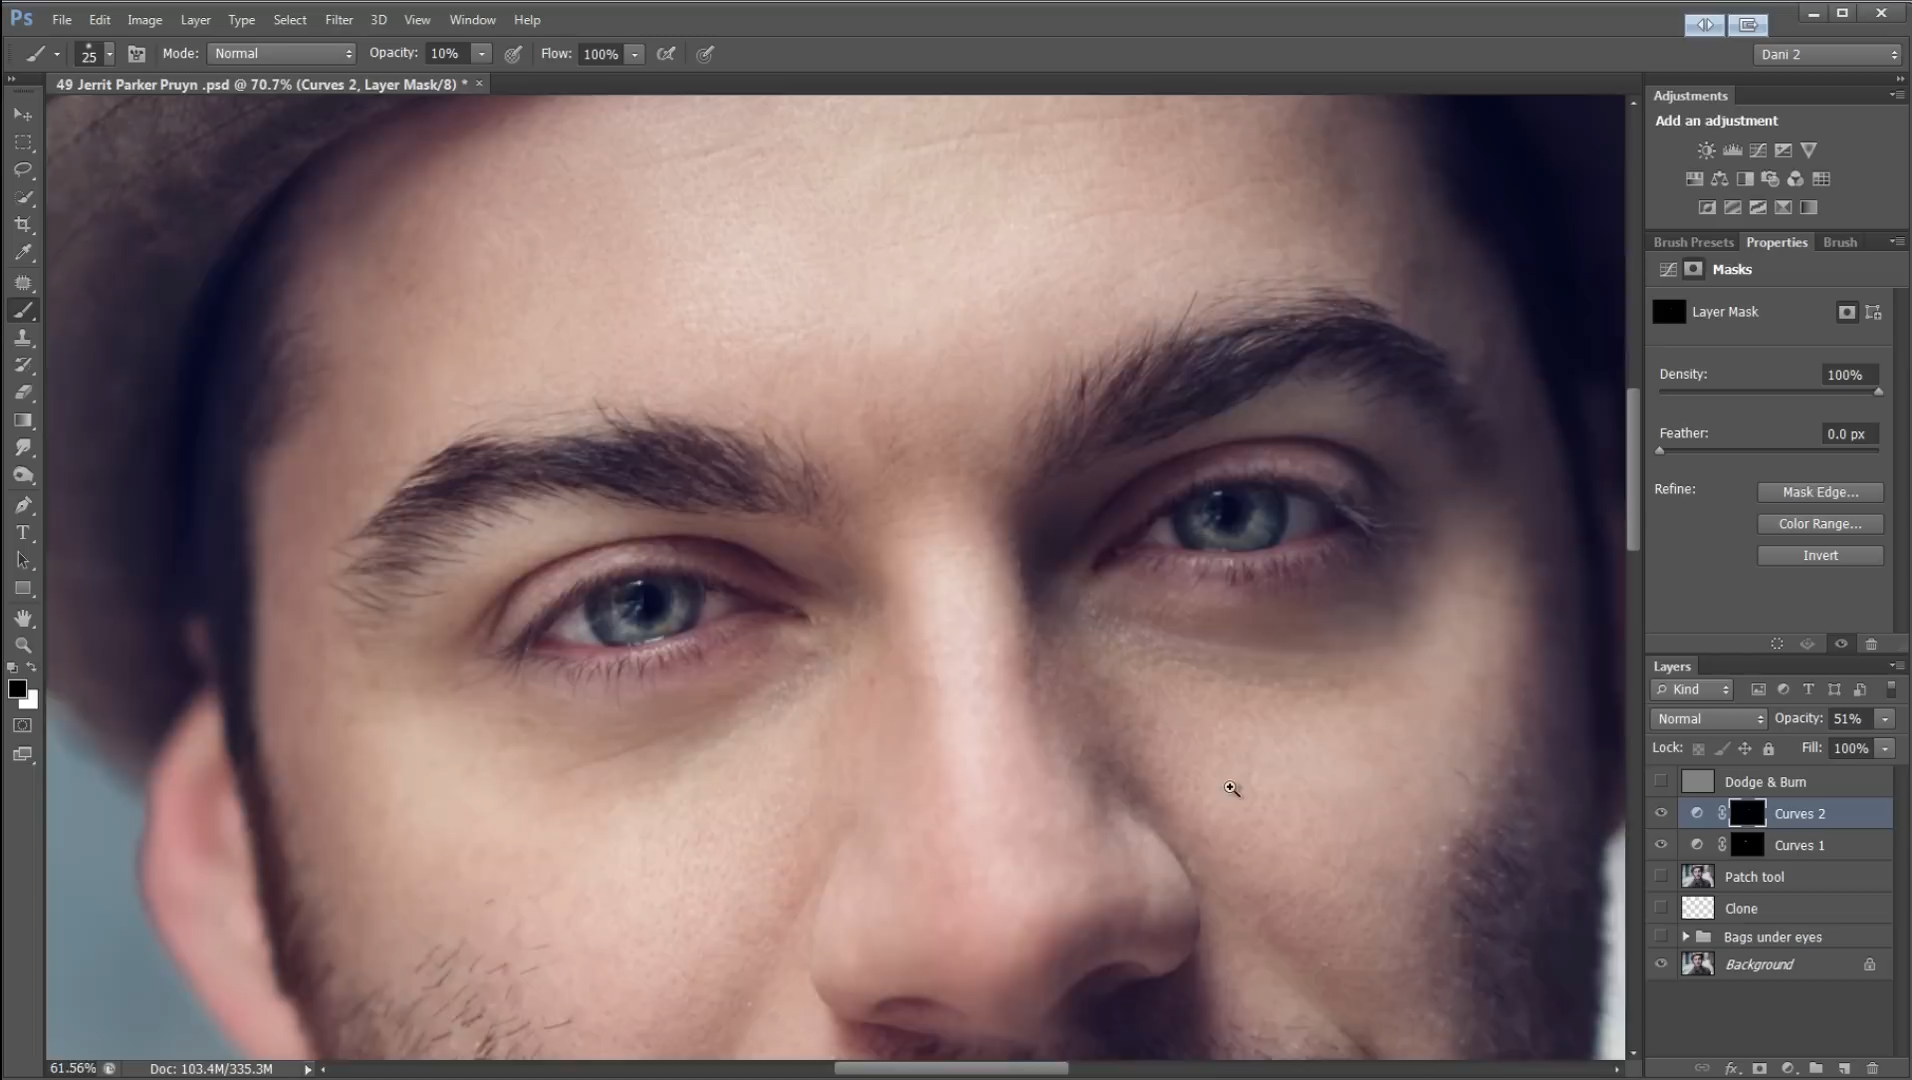 Ps File Edit Image Layer Type Select Filter 3D View Window Help
25 Mode: Normal Opacity: 10% Flow: 100% Dani 2
49 Jerrit Parker Pruyn .psd @ 70.7% (Curves 2, Layer Mask/8) * ×
Adjustments
Add an adjustment
Brush Presets Properties Brush
Masks
Layer Mask
Density: 100%
Feather: 0.0 px
Refine: Mask Edge...
Color Range...
Invert
Layers
Kind
Normal Opacity: 51%
Lock: Fill: 100%
Dodge & Burn
Curves 2
Curves 1
Patch tool
Clone
Bags under eyes
Background
61.56% Doc: 103.4M/335.3M
fx